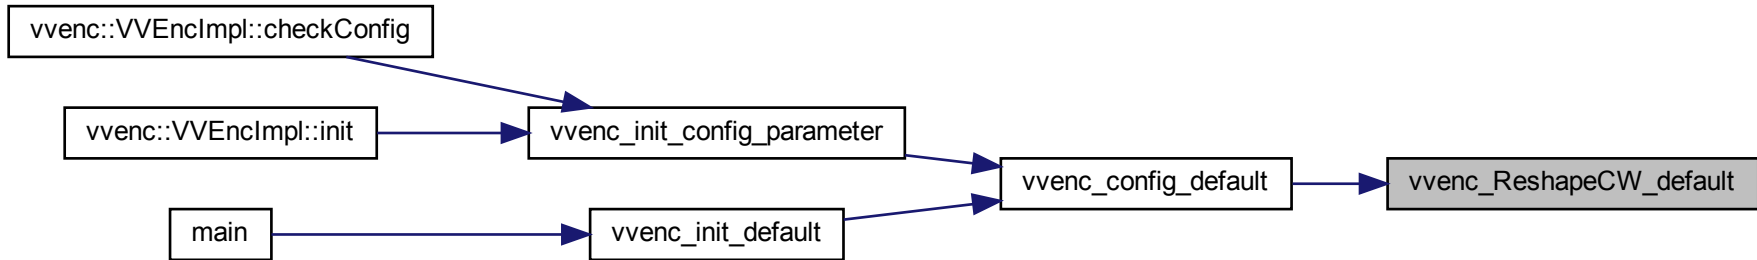 vvenc::VVEncImpl::checkConfig
vvenc::VVEncImpl::init
vvenc_init_config_parameter
vvenc_config_default
vvenc_ReshapeCW_default
main
vvenc_init_default